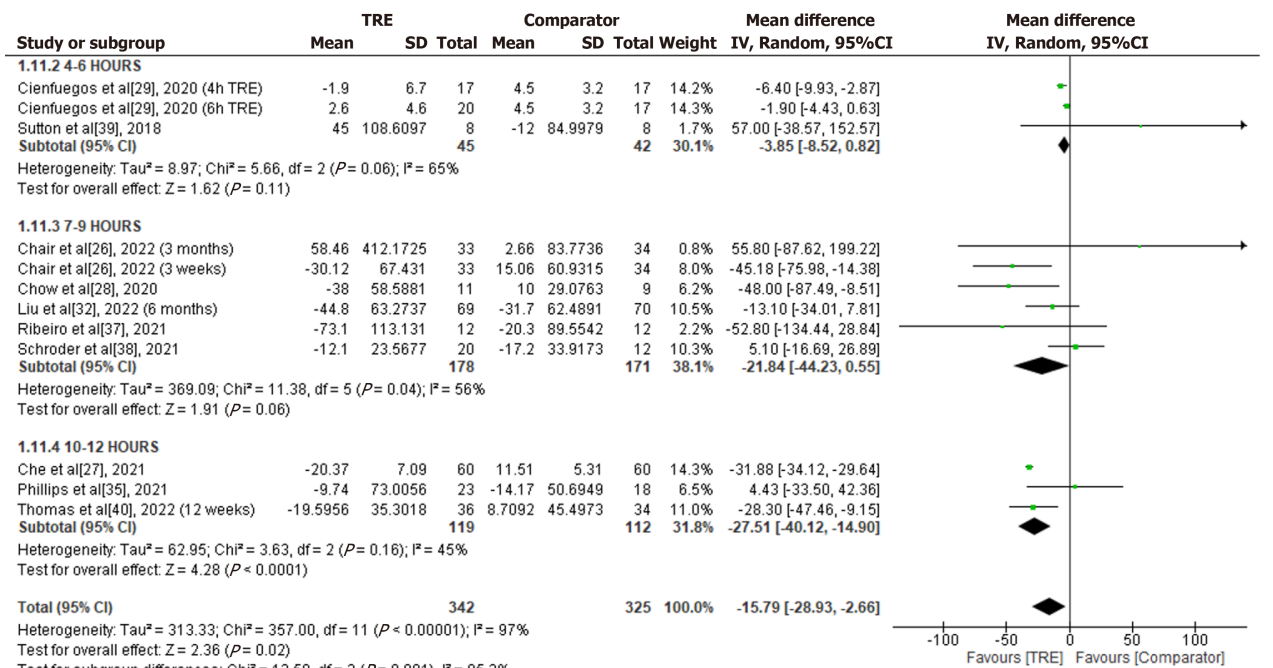 TRE Comparator Mean difference Mean difference
Study or subgroup Mean SD Total Mean SD Total Weight IV, Random, 95%CI IV, Random, 95%CI
1.11.2 4-6 HOURS
Cienfuegos et al[29], 2020 (4h TRE) -1.9 6.7 17 4.5 3.2 17 14.2% -6.40 [-9.93, -2.87]
Cienfuegos et al[29], 2020 (6h TRE) 2.6 4.6 20 4.5 3.2 17 14.3% -1.90 [-4.43, 0.63]
Sutton et al[39], 2018 45 108.6097 8 -12 84.9979 8 1.7% 57.00 [-38.57, 152.57]
Subtotal (95% CI) 45 42 30.1% -3.85 [-8.52, 0.82]
Heterogeneity: Tau² = 8.97; Chi² = 5.66, df = 2 (P = 0.06); I² = 65%
Test for overall effect: Z = 1.62 (P = 0.11)
1.11.3 7-9 HOURS
Chair et al[26], 2022 (3 months) 58.46 412.1725 33 2.66 83.7736 34 0.8% 55.80 [-87.62, 199.22]
Chair et al[26], 2022 (3 weeks) -30.12 67.431 33 15.06 60.9315 34 8.0% -45.18 [-75.98, -14.38]
Chow et al[28], 2020 -38 58.5881 11 10 29.0763 9 6.2% -48.00 [-87.49, -8.51]
Liu et al[32], 2022 (6 months) -44.8 63.2737 69 -31.7 62.4891 70 10.5% -13.10 [-34.01, 7.81]
Ribeiro et al[37], 2021 -73.1 113.131 12 -20.3 89.5542 12 2.2% -52.80 [-134.44, 28.84]
Schroder et al[38], 2021 -12.1 23.5677 20 -17.2 33.9173 12 10.3% 5.10 [-16.69, 26.89]
Subtotal (95% CI) 178 171 38.1% -21.84 [-44.23, 0.55]
Heterogeneity: Tau² = 369.09; Chi² = 11.38, df = 5 (P = 0.04); I² = 56%
Test for overall effect: Z = 1.91 (P = 0.06)
1.11.4 10-12 HOURS
Che et al[27], 2021 -20.37 7.09 60 11.51 5.31 60 14.3% -31.88 [-34.12, -29.64]
Phillips et al[35], 2021 -9.74 73.0056 23 -14.17 50.6949 18 6.5% 4.43 [-33.50, 42.36]
Thomas et al[40], 2022 (12 weeks) -19.5956 35.3018 36 8.7092 45.4973 34 11.0% -28.30 [-47.46, -9.15]
Subtotal (95% CI) 119 112 31.8% -27.51 [-40.12, -14.90]
Heterogeneity: Tau² = 62.95; Chi² = 3.63, df = 2 (P = 0.16); I² = 45%
Test for overall effect: Z = 4.28 (P < 0.0001)
Total (95% CI) 342 325 100.0% -15.79 [-28.93, -2.66]
Heterogeneity: Tau² = 313.33; Chi² = 357.00, df = 11 (P < 0.00001); I² = 97%
Test for overall effect: Z = 2.36 (P = 0.02)
-100 -50 0 50 100
Favours [TRE] Favours [Comparator]